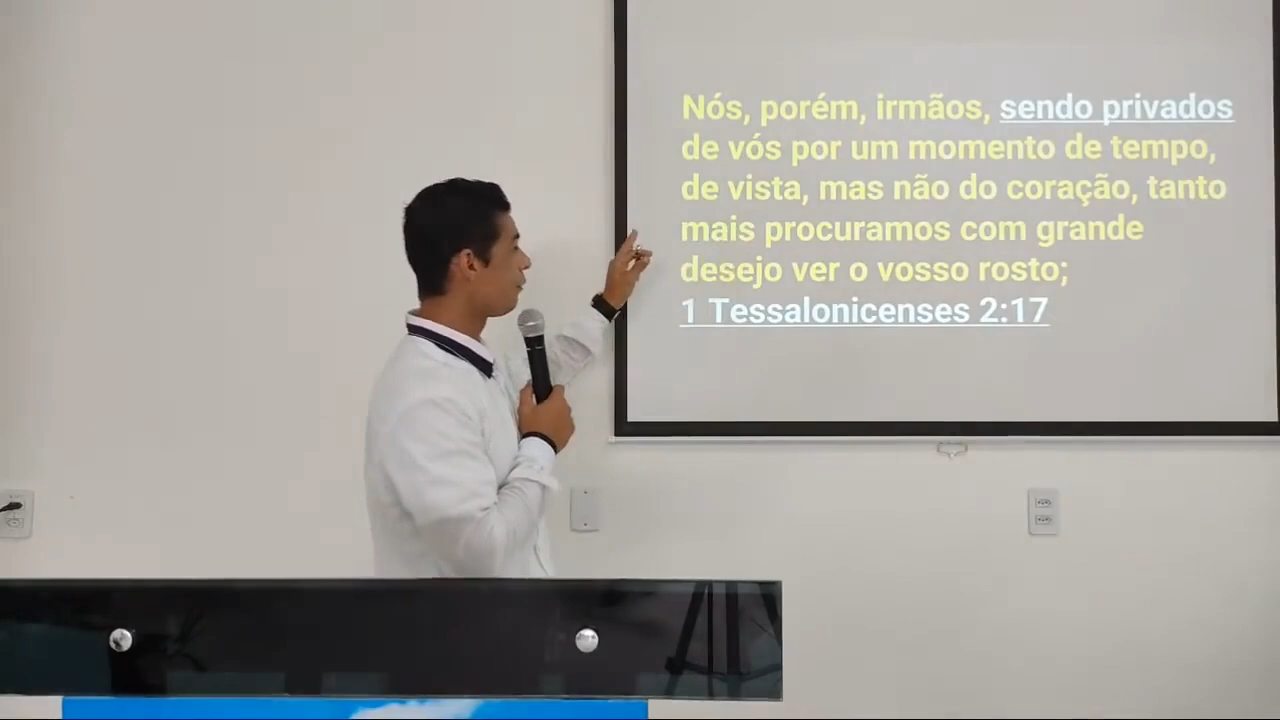 Nós, porém, irmãos, sendo privados
de vós por um momento de tempo,
de vista, mas não do coração, tanto
mais procuramos com grande
desejo ver o vosso rosto;
1 Tessalonicenses 2:17